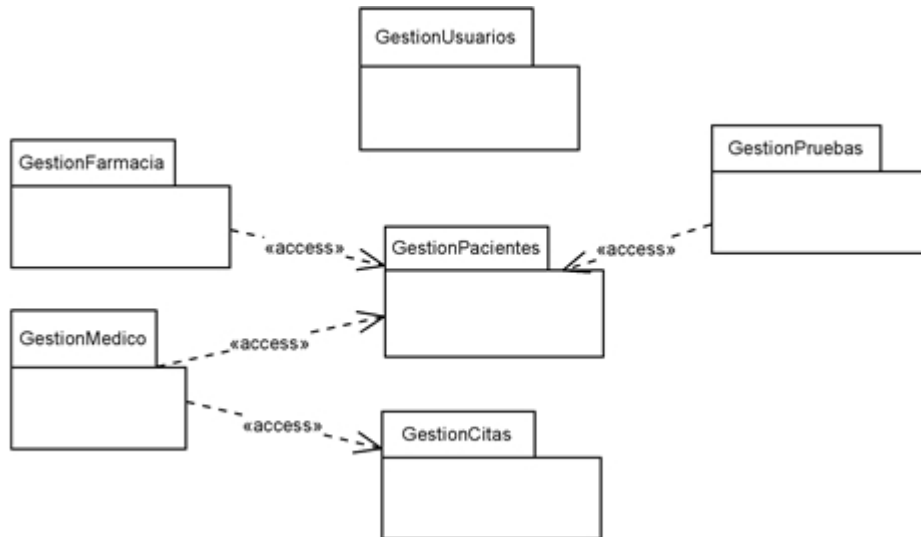 GestionUsuarios
GestionFarmacia
GestionPruebas
«access»
GestionPacientes
«access»
GestionMedico
«access»
«access»
GestionCitas